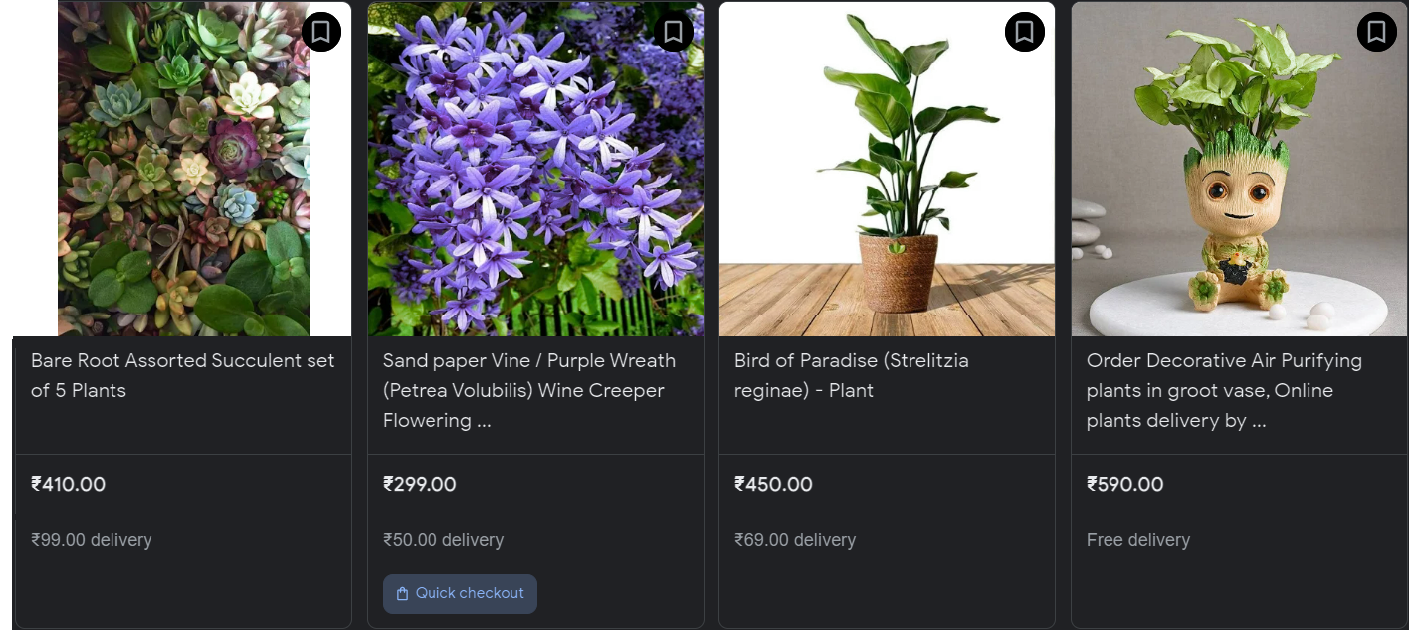 Bare Root Assorted Succulent set
of 5 Plants
₹410.00
₹99.00 delivery
Sand paper Vine / Purple Wreath
(Petrea Volubilis) Wine Creeper
Flowering ...
₹299.00
₹50.00 delivery
Quick checkout
Bird of Paradise (Strelitzia
reginae) - Plant
₹450.00
₹69.00 delivery
Order Decorative Air Purifying
plants in groot vase, Online
plants delivery by ...
₹590.00
Free delivery